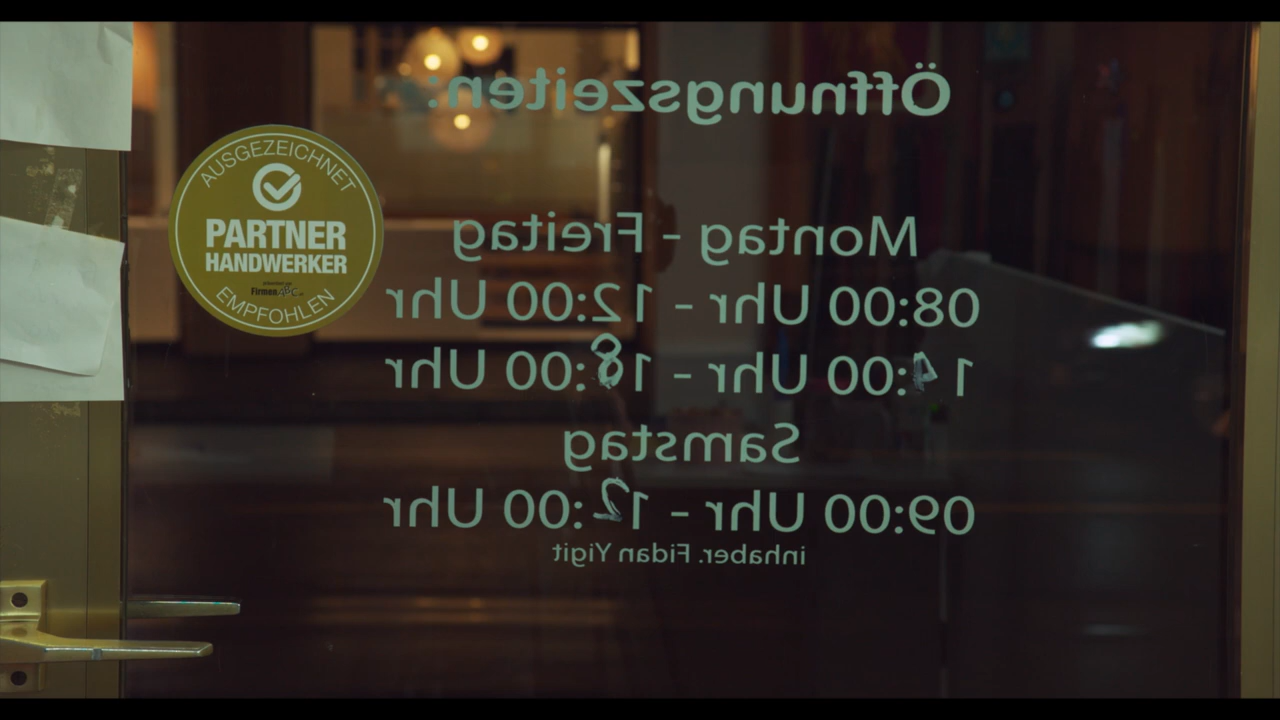 Öffnungszeiten:
Montag - Freitag
08:00 Uhr - 12:00 Uhr
14:00 Uhr - 18:00 Uhr
Samstag
09:00 Uhr - 12:00 Uhr
inhaber. Fidan Yigit
AUSGEZEICHNET
PARTNER
HANDWERKER
FirmenABC
EMPFOHLEN